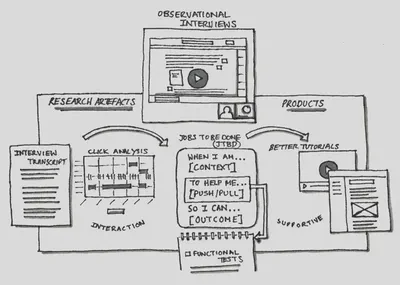 OBSERVATIONAL
INTERVIEWS
RESEARCH ARTEFACTS
PRODUCTS
INTERVIEW
TRANSCRIPT
CLICK ANALYSIS
INTERACTION
JOBS TO BE DONE
(JTBD)
WHEN I AM...
[CONTEXT]
TO HELP ME...
[PUSH/PULL]
SO I CAN...
[OUTCOME]
FUNCTIONAL
TESTS
BETTER TUTORIALS
SUPPORTIVE